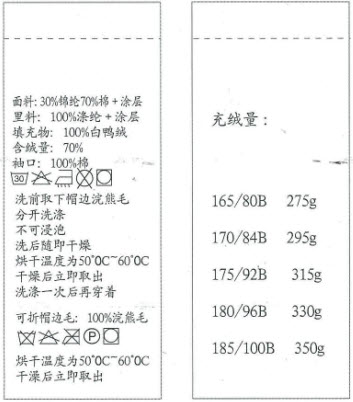 面料: 30%锦纶70%棉+涂层
里料: 100%涤纶+涂层
填充物: 100%白鸭绒
含绒量: 70%
袖口: 100%棉
30
洗前取下帽边浣熊毛
分开洗涤
不可浸泡
洗后随即干燥
烘干温度为50℃~60℃
干燥后立即取出
洗涤一次后再穿着
可折帽边毛: 100%浣熊毛
P
烘干温度为50℃~60℃
干澡后立即取出
充绒量:
165/80B 275g
170/84B 295g
175/92B 315g
180/96B 330g
185/100B 350g